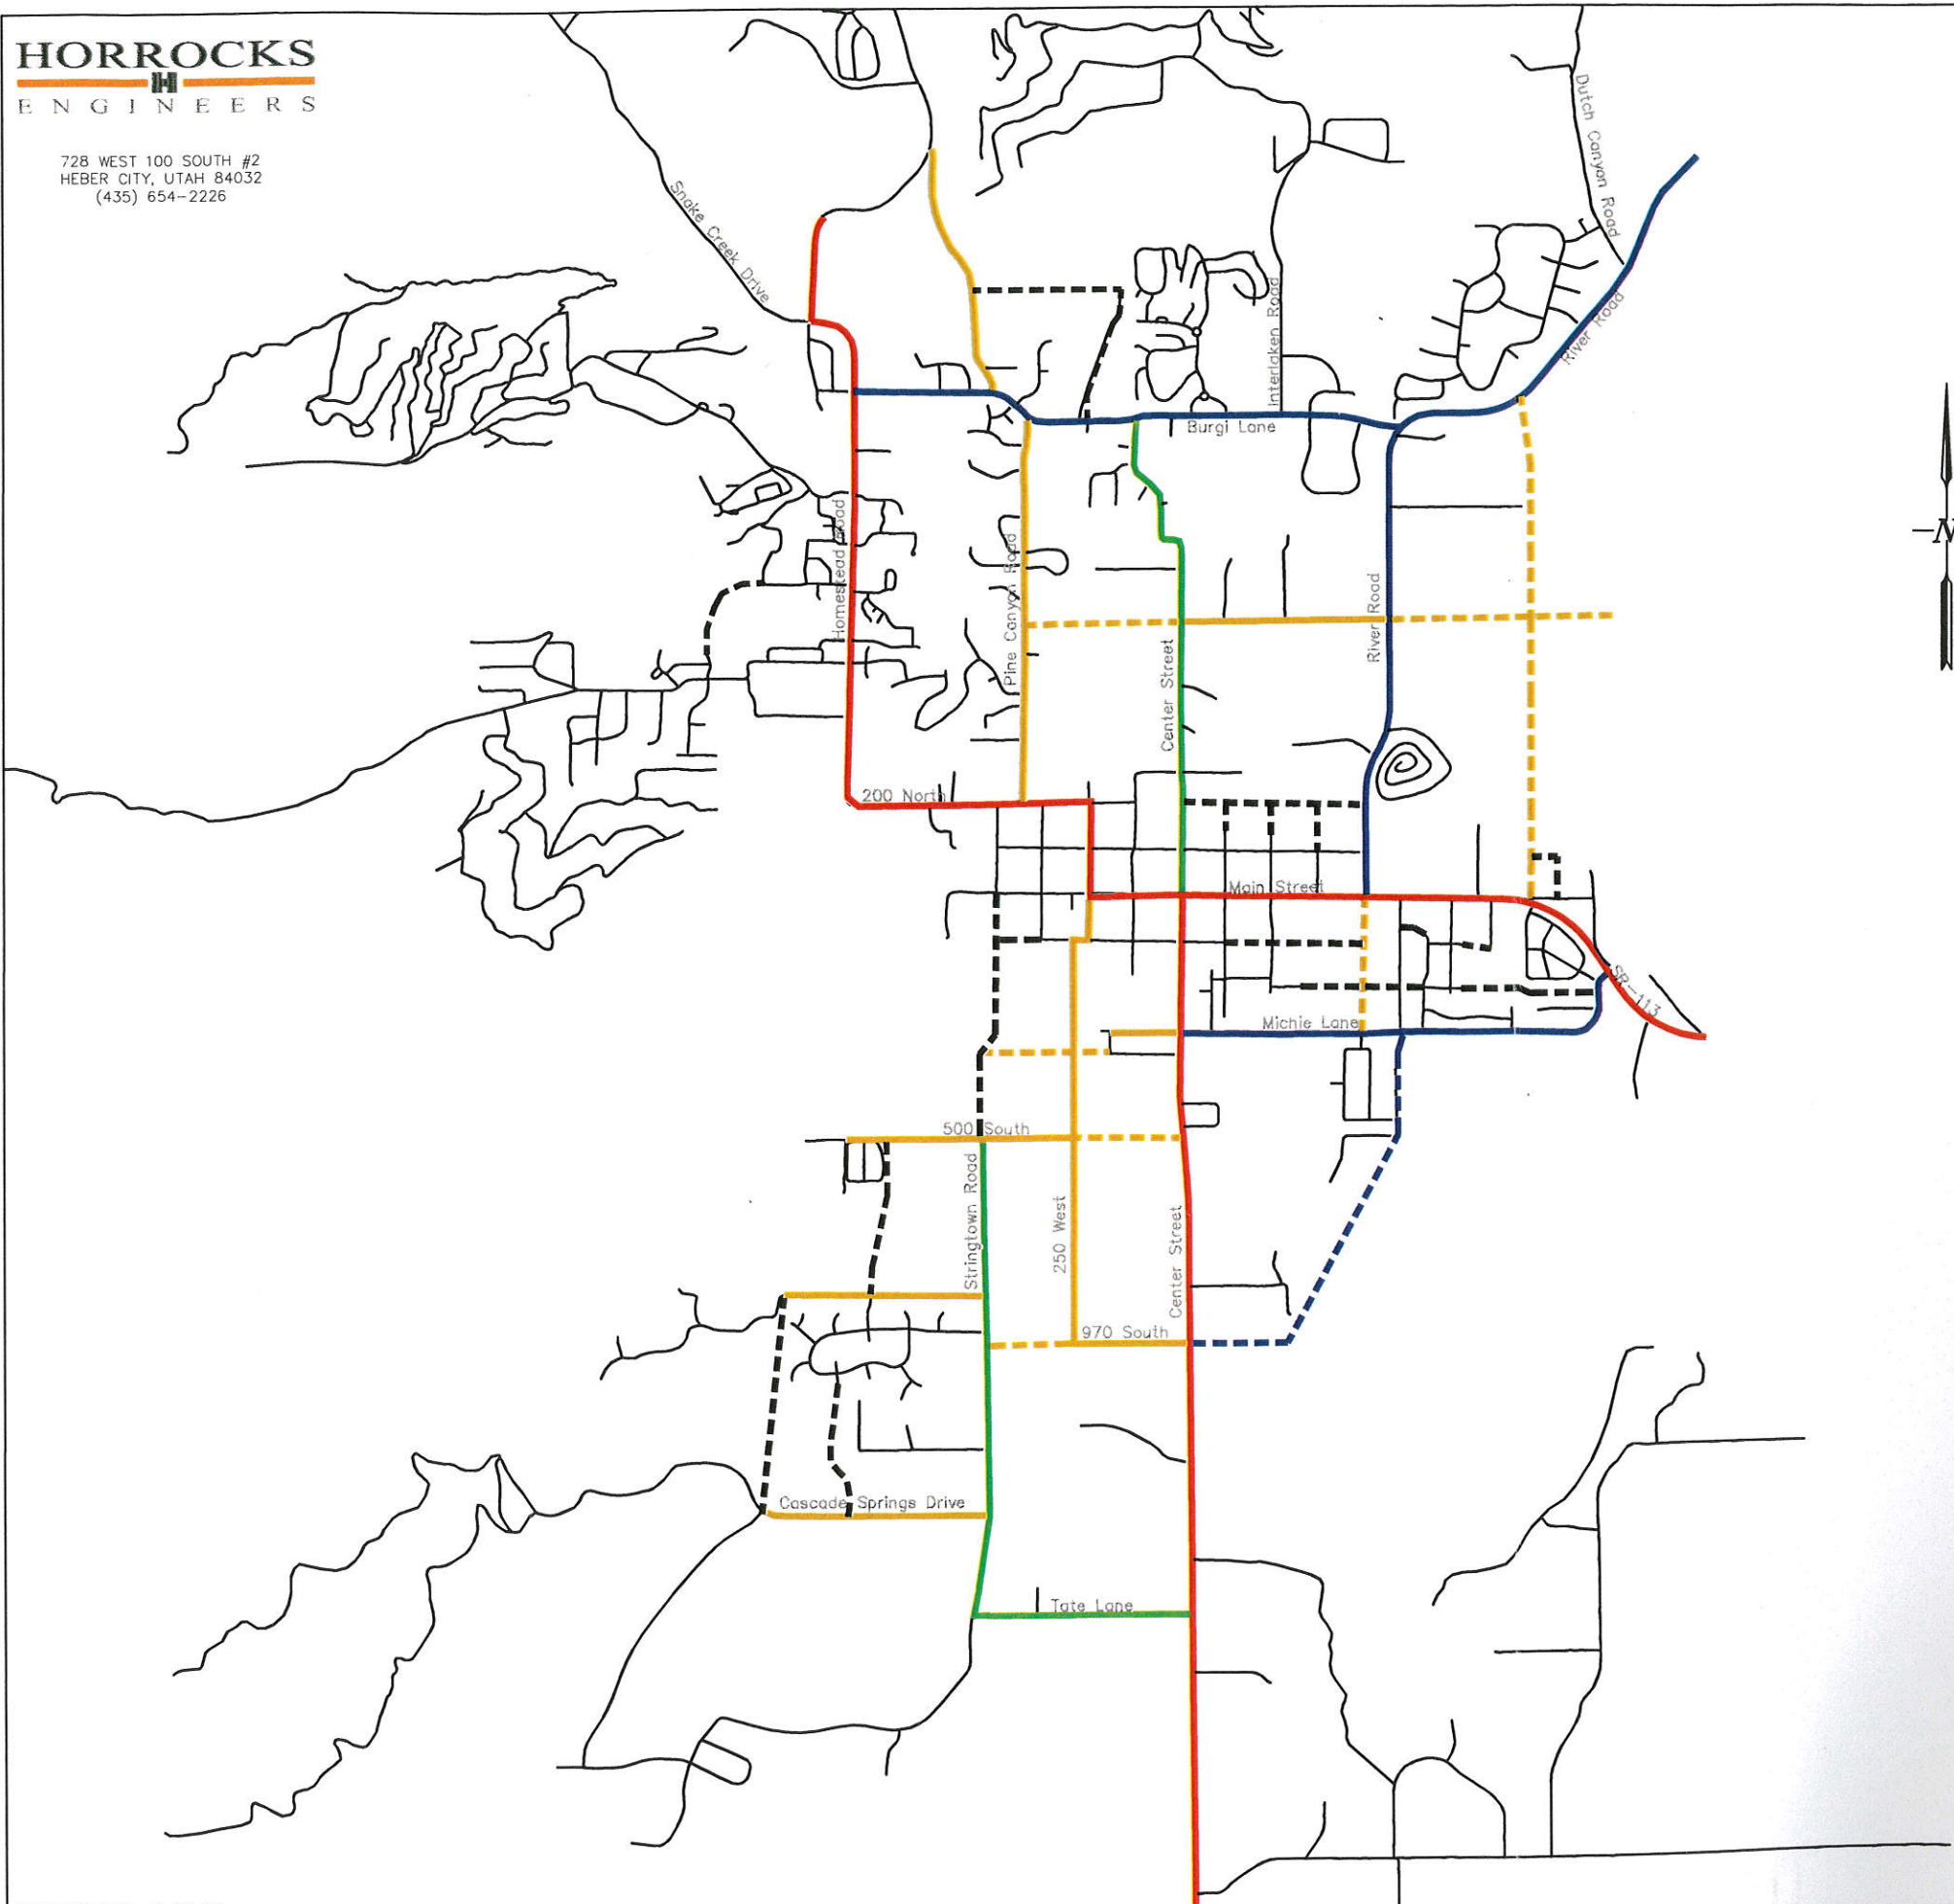 HORROCKS
H
ENGINEERS
728 WEST 100 SOUTH #2
HEBER CITY, UTAH 84032
(435) 654-2226
Dutch Canyon Road
Snake Creek Drive
River Road
Interlaken Road
Burgi Lane
Homestead Road
Pine Canyon Road
-N
River Road
Center Street
200 North
Main Street
SR-113
Michie Lane
500 South
Stringtown Road
250 West
Center Street
970 South
Cascade Springs Drive
Tate Lane